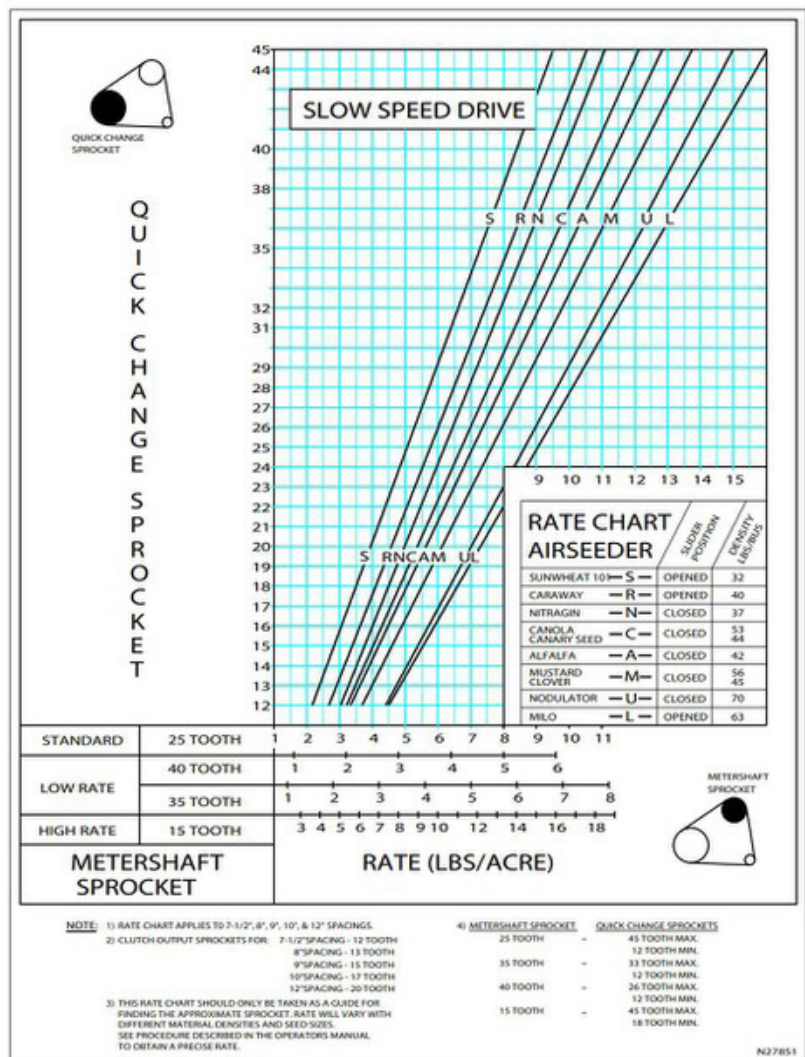 45
44
SLOW SPEED DRIVE
QUICK CHANGE
SPROCKET
40
38
QUICK CHANGE SPROCKET
S R N C A M U L
35
32
31
29
28
27
26
25
24
9 10 11 12 13 14 15
23
22
21
20
S RNCAM UL
19
18
17
16
15
14
13
12
RATE CHART
AIRSEEDER
SLIDER
POSITION
DENSITY
LBS/BUS
SUNWHEAT 101 — S — OPENED 32
CARAWAY — R — OPENED 40
NITRAGIN — N — CLOSED 37
CANOLA
CANARY SEED — C — CLOSED 53
44
ALFALFA — A — CLOSED 42
MUSTARD
CLOVER — M — CLOSED 56
45
NODULATOR — U — CLOSED 70
MILO — L — OPENED 63
STANDARD 25 TOOTH 1 2 3 4 5 6 7 8 9 10 11
LOW RATE
40 TOOTH 1 2 3 4 5 6
35 TOOTH 1 2 3 4 5 6 7 8
HIGH RATE 15 TOOTH 3 4 5 6 7 8 9 10 12 14 16 18
METERSHAFT
SPROCKET
RATE (LBS/ACRE)
METERSHAFT
SPROCKET
NOTE: 1) RATE CHART APPLIES TO 7-1/2", 8", 9", 10", & 12" SPACINGS.
2) CLUTCH OUTPUT SPROCKETS FOR: 7-1/2"SPACING - 12 TOOTH
8"SPACING - 13 TOOTH
9"SPACING - 15 TOOTH
10"SPACING - 17 TOOTH
12"SPACING - 20 TOOTH
3) THIS RATE CHART SHOULD ONLY BE TAKEN AS A GUIDE FOR
FINDING THE APPROXIMATE SPROCKET. RATE WILL VARY WITH
DIFFERENT MATERIAL DENSITIES AND SEED SIZES.
SEE PROCEDURE DESCRIBED IN THE OPERATORS MANUAL
TO OBTAIN A PRECISE RATE.
4) METERSHAFT SPROCKET QUICK CHANGE SPROCKETS
25 TOOTH - 45 TOOTH MAX.
12 TOOTH MIN.
35 TOOTH - 33 TOOTH MAX.
12 TOOTH MIN.
40 TOOTH - 26 TOOTH MAX.
12 TOOTH MIN.
15 TOOTH - 45 TOOTH MAX.
18 TOOTH MIN.
N27851